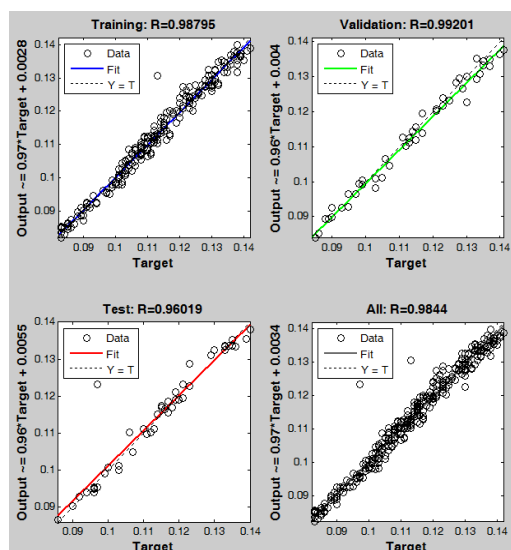 Training: R=0.98795
Output ~= 0.97*Target + 0.0028
0.14
0.13
0.12
0.11
0.1
0.09
Data
Fit
Y = T
0.09 0.1 0.11 0.12 0.13 0.14
Target
Validation: R=0.99201
Output ~= 0.96*Target + 0.004
0.14
0.13
0.12
0.11
0.1
0.09
Data
Fit
Y = T
0.09 0.1 0.11 0.12 0.13 0.14
Target
Test: R=0.96019
Output ~= 0.96*Target + 0.0055
0.14
0.13
0.12
0.11
0.1
0.09
Data
Fit
Y = T
0.09 0.1 0.11 0.12 0.13 0.14
Target
All: R=0.9844
Output ~= 0.97*Target + 0.0034
0.14
0.13
0.12
0.11
0.1
0.09
Data
Fit
Y = T
0.09 0.1 0.11 0.12 0.13 0.14
Target